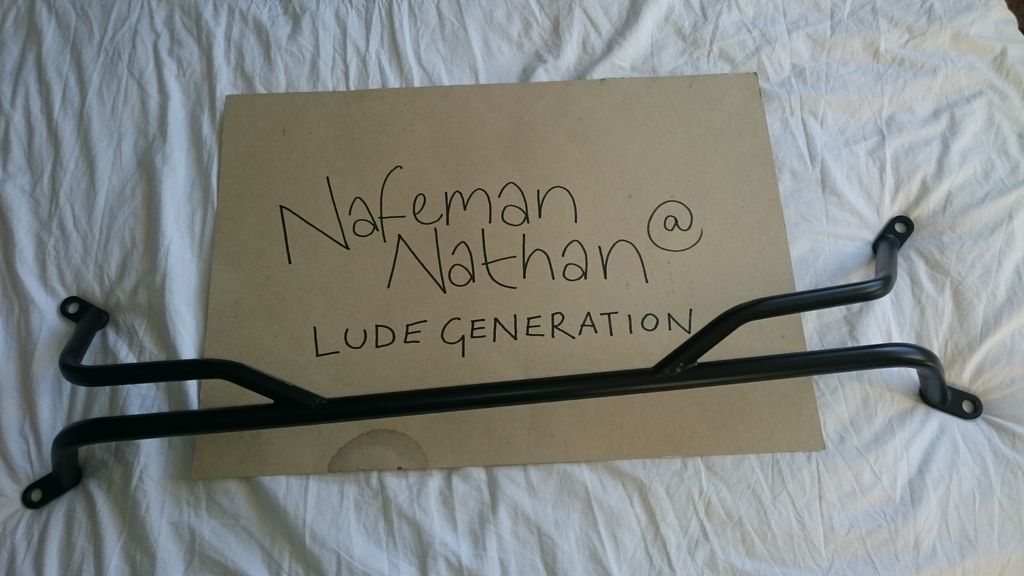 Nafeman
Nathan @
LUDE GENERATION